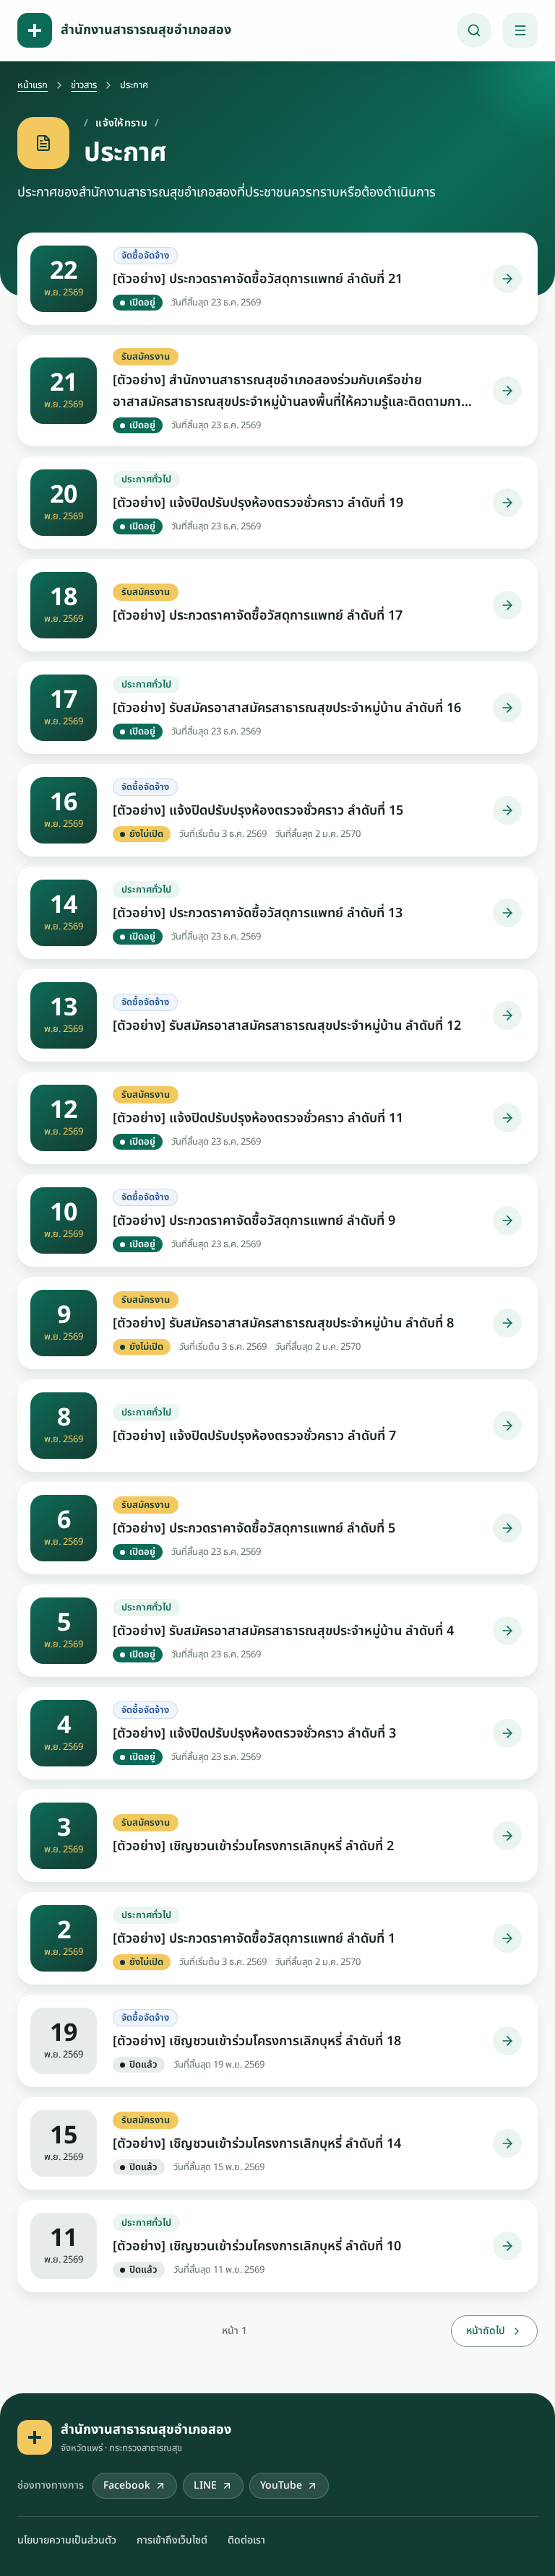 สำนักงานสาธารณสุขอำเภอสอง
หน้าแรก > ข่าวสาร > ประกาศ
/ แจ้งให้ทราบ /
ประกาศ
ประกาศของสำนักงานสาธารณสุขอำเภอสองที่ประชาชนควรทราบหรือต้องดำเนินการ
22
พ.ย. 2569
จัดซื้อจัดจ้าง
[ตัวอย่าง] ประกวดราคาจัดซื้อวัสดุการแพทย์ ลำดับที่ 21
เปิดอยู่ วันที่สิ้นสุด 23 ธ.ค. 2569
21
พ.ย. 2569
รับสมัครงาน
[ตัวอย่าง] สำนักงานสาธารณสุขอำเภอสองร่วมกับเครือข่าย
อาสาสมัครสาธารณสุขประจำหมู่บ้านลงพื้นที่ให้ความรู้และติดตามกา...
เปิดอยู่ วันที่สิ้นสุด 23 ธ.ค. 2569
20
พ.ย. 2569
ประกาศทั่วไป
[ตัวอย่าง] แจ้งปิดปรับปรุงห้องตรวจชั่วคราว ลำดับที่ 19
เปิดอยู่ วันที่สิ้นสุด 23 ธ.ค. 2569
18
พ.ย. 2569
รับสมัครงาน
[ตัวอย่าง] ประกวดราคาจัดซื้อวัสดุการแพทย์ ลำดับที่ 17
17
พ.ย. 2569
ประกาศทั่วไป
[ตัวอย่าง] รับสมัครอาสาสมัครสาธารณสุขประจำหมู่บ้าน ลำดับที่ 16
เปิดอยู่ วันที่สิ้นสุด 23 ธ.ค. 2569
16
พ.ย. 2569
จัดซื้อจัดจ้าง
[ตัวอย่าง] แจ้งปิดปรับปรุงห้องตรวจชั่วคราว ลำดับที่ 15
ยังไม่เปิด วันที่เริ่มต้น 3 ธ.ค. 2569 วันที่สิ้นสุด 2 ม.ค. 2570
14
พ.ย. 2569
ประกาศทั่วไป
[ตัวอย่าง] ประกวดราคาจัดซื้อวัสดุการแพทย์ ลำดับที่ 13
เปิดอยู่ วันที่สิ้นสุด 23 ธ.ค. 2569
13
พ.ย. 2569
จัดซื้อจัดจ้าง
[ตัวอย่าง] รับสมัครอาสาสมัครสาธารณสุขประจำหมู่บ้าน ลำดับที่ 12
12
พ.ย. 2569
รับสมัครงาน
[ตัวอย่าง] แจ้งปิดปรับปรุงห้องตรวจชั่วคราว ลำดับที่ 11
เปิดอยู่ วันที่สิ้นสุด 23 ธ.ค. 2569
10
พ.ย. 2569
จัดซื้อจัดจ้าง
[ตัวอย่าง] ประกวดราคาจัดซื้อวัสดุการแพทย์ ลำดับที่ 9
เปิดอยู่ วันที่สิ้นสุด 23 ธ.ค. 2569
9
พ.ย. 2569
รับสมัครงาน
[ตัวอย่าง] รับสมัครอาสาสมัครสาธารณสุขประจำหมู่บ้าน ลำดับที่ 8
ยังไม่เปิด วันที่เริ่มต้น 3 ธ.ค. 2569 วันที่สิ้นสุด 2 ม.ค. 2570
8
พ.ย. 2569
ประกาศทั่วไป
[ตัวอย่าง] แจ้งปิดปรับปรุงห้องตรวจชั่วคราว ลำดับที่ 7
6
พ.ย. 2569
รับสมัครงาน
[ตัวอย่าง] ประกวดราคาจัดซื้อวัสดุการแพทย์ ลำดับที่ 5
เปิดอยู่ วันที่สิ้นสุด 23 ธ.ค. 2569
5
พ.ย. 2569
ประกาศทั่วไป
[ตัวอย่าง] รับสมัครอาสาสมัครสาธารณสุขประจำหมู่บ้าน ลำดับที่ 4
เปิดอยู่ วันที่สิ้นสุด 23 ธ.ค. 2569
4
พ.ย. 2569
จัดซื้อจัดจ้าง
[ตัวอย่าง] แจ้งปิดปรับปรุงห้องตรวจชั่วคราว ลำดับที่ 3
เปิดอยู่ วันที่สิ้นสุด 23 ธ.ค. 2569
3
พ.ย. 2569
รับสมัครงาน
[ตัวอย่าง] เชิญชวนเข้าร่วมโครงการเลิกบุหรี่ ลำดับที่ 2
2
พ.ย. 2569
ประกาศทั่วไป
[ตัวอย่าง] ประกวดราคาจัดซื้อวัสดุการแพทย์ ลำดับที่ 1
ยังไม่เปิด วันที่เริ่มต้น 3 ธ.ค. 2569 วันที่สิ้นสุด 2 ม.ค. 2570
19
พ.ย. 2569
จัดซื้อจัดจ้าง
[ตัวอย่าง] เชิญชวนเข้าร่วมโครงการเลิกบุหรี่ ลำดับที่ 18
ปิดแล้ว วันที่สิ้นสุด 19 พ.ย. 2569
15
พ.ย. 2569
รับสมัครงาน
[ตัวอย่าง] เชิญชวนเข้าร่วมโครงการเลิกบุหรี่ ลำดับที่ 14
ปิดแล้ว วันที่สิ้นสุด 15 พ.ย. 2569
11
พ.ย. 2569
ประกาศทั่วไป
[ตัวอย่าง] เชิญชวนเข้าร่วมโครงการเลิกบุหรี่ ลำดับที่ 10
ปิดแล้ว วันที่สิ้นสุด 11 พ.ย. 2569
หน้า 1
หน้าถัดไป
สำนักงานสาธารณสุขอำเภอสอง
จังหวัดแพร่ · กระทรวงสาธารณสุข
ช่องทางทางการ Facebook LINE YouTube
นโยบายความเป็นส่วนตัว การเข้าถึงเว็บไซต์ ติดต่อเรา